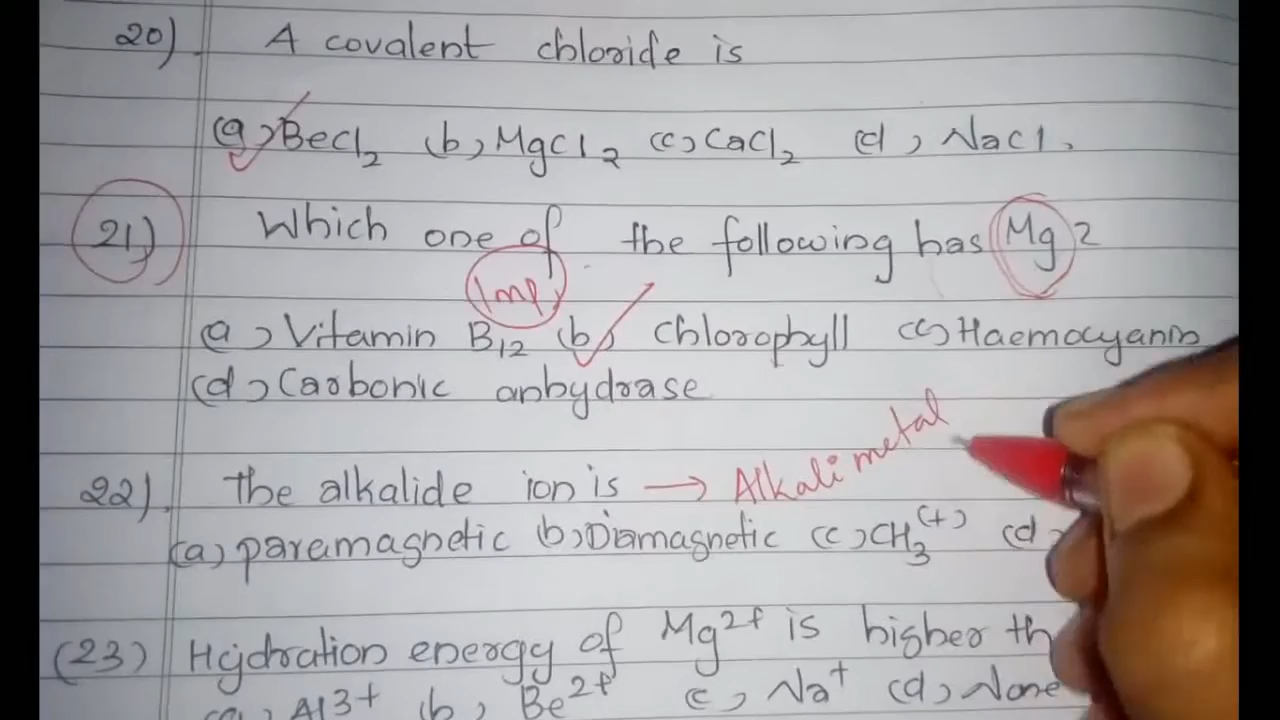 20) A covalent chloride is
(a) BeCl2 (b) MgCl2 (c) CaCl2 (d) NaCl.
21) Which one of the following has Mg?
Imp
(a) Vitamin B12 (b) Chlorophyll (c) Haemocyanin
(d) Carbonic anhydrase
22) The alkalide ion is → Alkali metal
(a) paramagnetic (b) Diamagnetic (c) CH3(+) (d)
(23) Hydration energy of Mg2+ is higher th
(a) Al3+ (b) Be2+ (c) Na+ (d) None